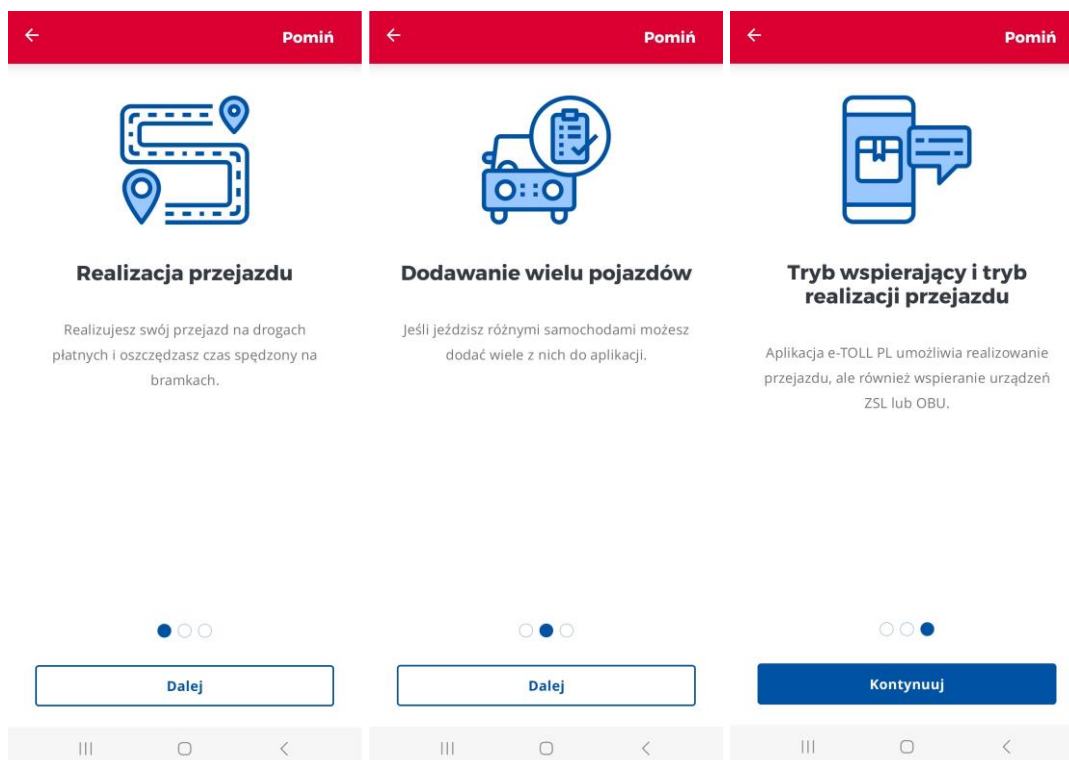 Pomiń
Realizacja przejazdu
Realizujesz swój przejazd na drogach
płatnych i oszczędzasz czas spędzony na
bramkach.
Dalej
Pomiń
Dodawanie wielu pojazdów
Jeśli jeździsz różnymi samochodami możesz
dodać wiele z nich do aplikacji.
Dalej
Pomiń
Tryb wspierający i tryb
realizacji przejazdu
Aplikacja e-TOLL PL umożliwia realizowanie
przejazdu, ale również wspieranie urządzeń
ZSL lub OBU.
Kontynuuj